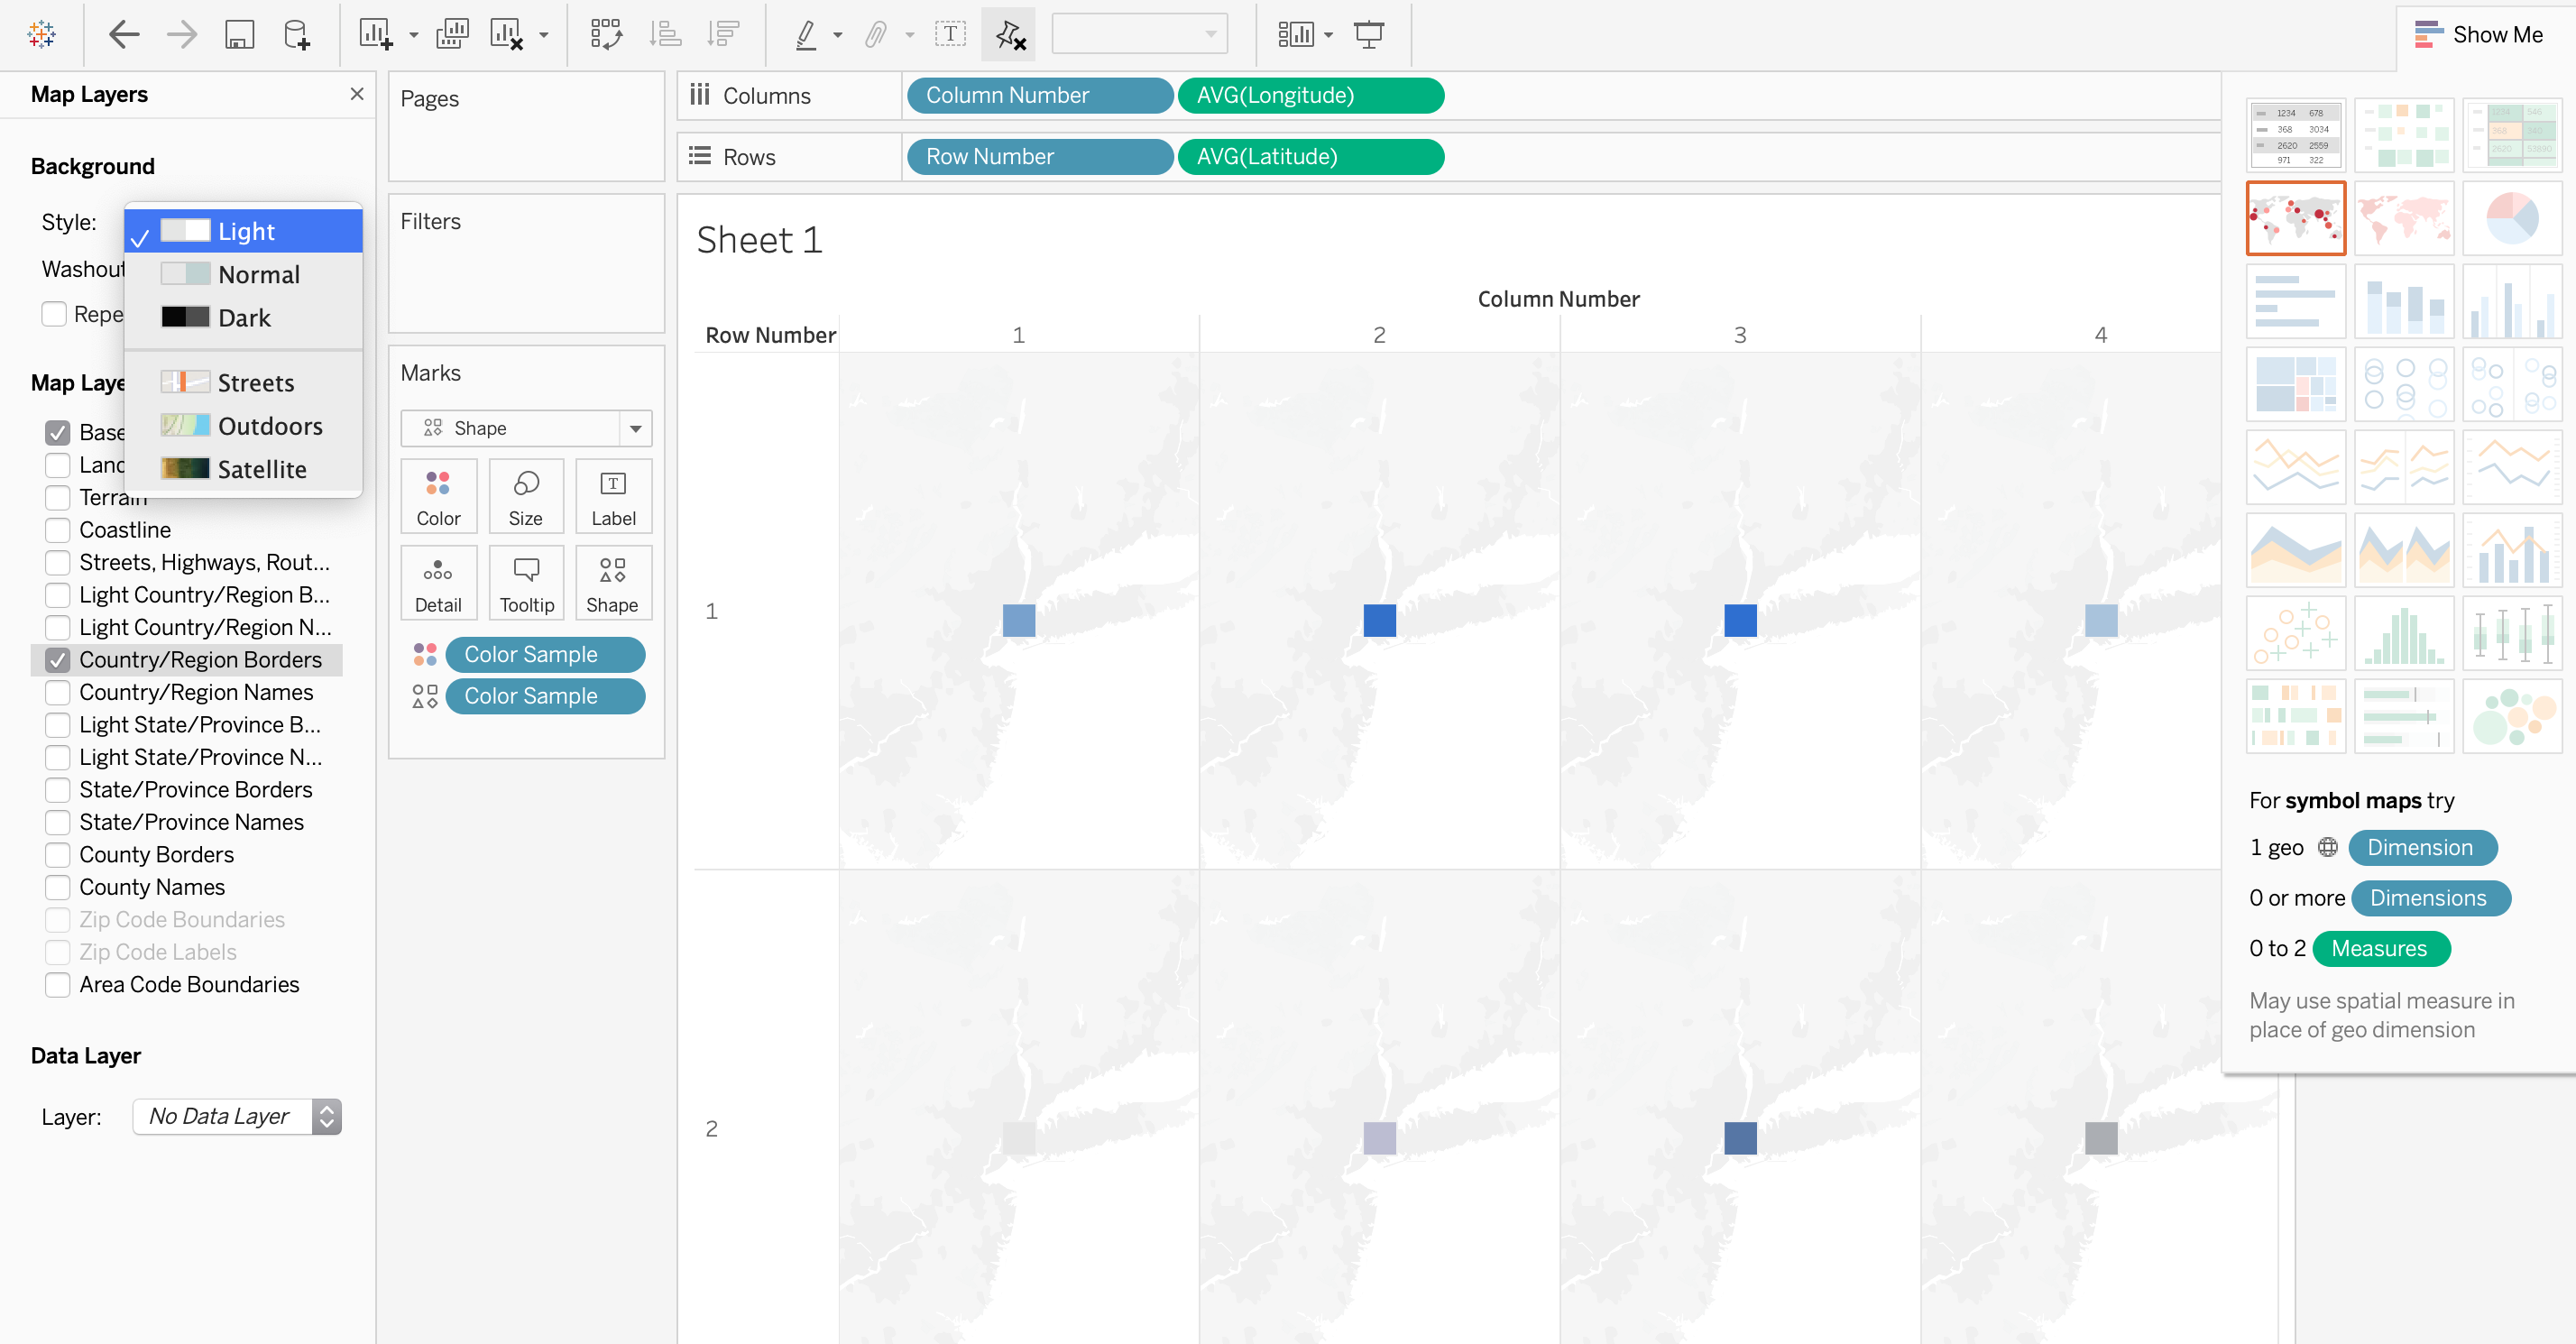 Show Me
Map Layers
Pages
Columns
Column Number
AVG(Longitude)
Rows
Row Number
AVG(Latitude)
Background
Style:
Light
Normal
Dark
Streets
Outdoors
Satellite
Washout
Repe
Map Laye
Base
Land
Terrain
Coastline
Streets, Highways, Rout...
Light Country/Region B...
Light Country/Region N...
Country/Region Borders
Country/Region Names
Light State/Province B...
Light State/Province N...
State/Province Borders
State/Province Names
County Borders
County Names
Zip Code Boundaries
Zip Code Labels
Area Code Boundaries
Data Layer
Layer:
No Data Layer
Filters
Marks
Shape
Color
Size
T
Label
Detail
Tooltip
Shape
Color Sample
Color Sample
Sheet 1
Column Number
Row Number
1
2
3
4
1
2
1234 678
368 3034
2620 2559
971 322
For symbol maps try
1 geo Dimension
0 or more Dimensions
0 to 2 Measures
May use spatial measure in
place of geo dimension